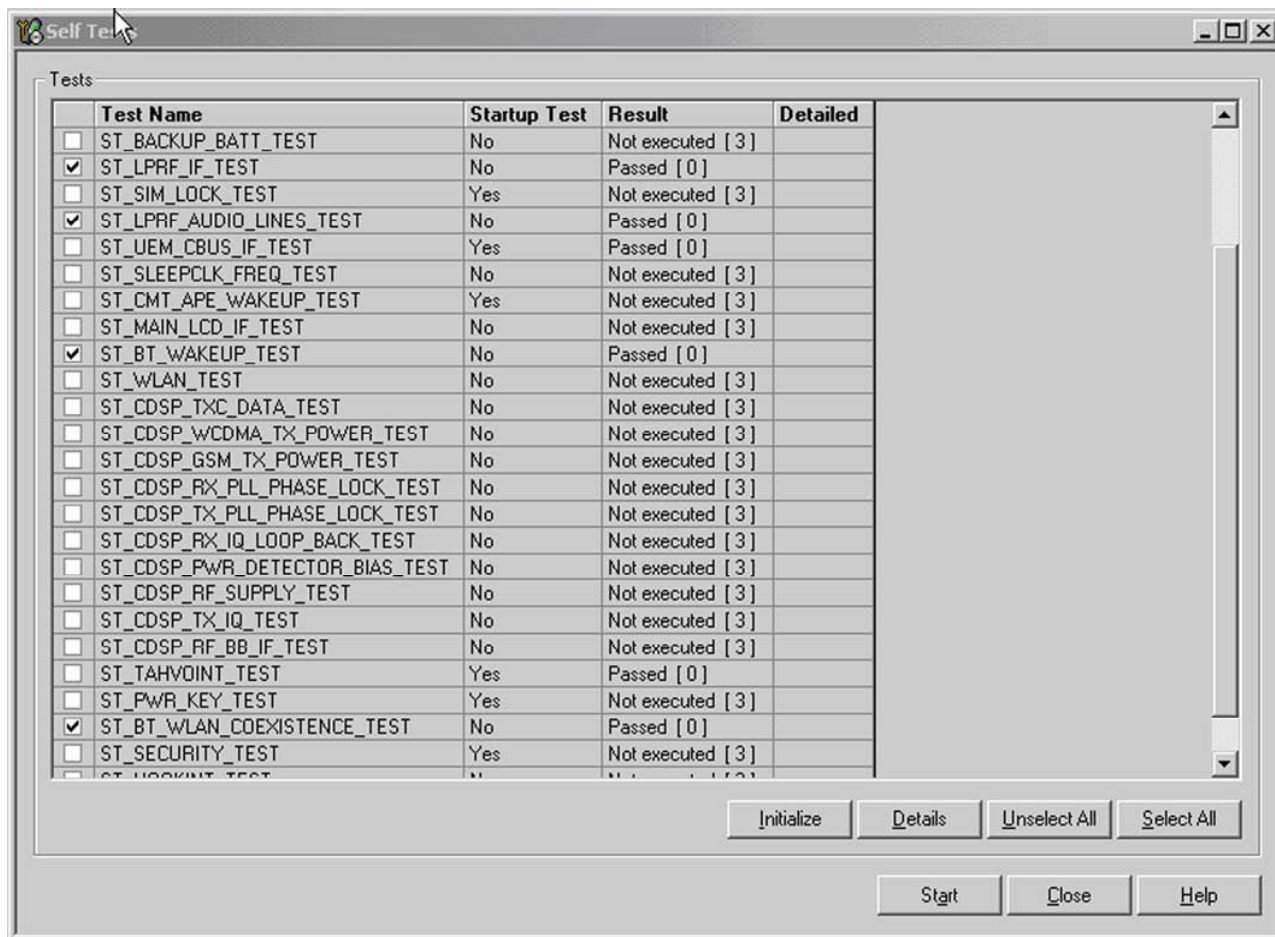 Self Tests
Tests
Test Name Startup Test Result Detailed
ST_BACKUP_BATT_TEST No Not executed [ 3 ]
ST_LPRF_IF_TEST No Passed [ 0 ]
ST_SIM_LOCK_TEST Yes Not executed [ 3 ]
ST_LPRF_AUDIO_LINES_TEST No Passed [ 0 ]
ST_UEM_CBUS_IF_TEST Yes Passed [ 0 ]
ST_SLEEPCLK_FREQ_TEST No Not executed [ 3 ]
ST_CMT_APE_WAKEUP_TEST Yes Not executed [ 3 ]
ST_MAIN_LCD_IF_TEST No Not executed [ 3 ]
ST_BT_WAKEUP_TEST No Passed [ 0 ]
ST_WLAN_TEST No Not executed [ 3 ]
ST_CDSP_TXC_DATA_TEST No Not executed [ 3 ]
ST_CDSP_WCDMA_TX_POWER_TEST No Not executed [ 3 ]
ST_CDSP_GSM_TX_POWER_TEST No Not executed [ 3 ]
ST_CDSP_RX_PLL_PHASE_LOCK_TEST No Not executed [ 3 ]
ST_CDSP_TX_PLL_PHASE_LOCK_TEST No Not executed [ 3 ]
ST_CDSP_RX_IQ_LOOP_BACK_TEST No Not executed [ 3 ]
ST_CDSP_PWR_DETECTOR_BIAS_TEST No Not executed [ 3 ]
ST_CDSP_RF_SUPPLY_TEST No Not executed [ 3 ]
ST_CDSP_TX_IQ_TEST No Not executed [ 3 ]
ST_CDSP_RF_BB_IF_TEST No Not executed [ 3 ]
ST_TAHVOINT_TEST Yes Passed [ 0 ]
ST_PWR_KEY_TEST Yes Not executed [ 3 ]
ST_BT_WLAN_COEXISTENCE_TEST No Passed [ 0 ]
ST_SECURITY_TEST Yes Not executed [ 3 ]
Initialize Details Unselect All Select All
Start Close Help